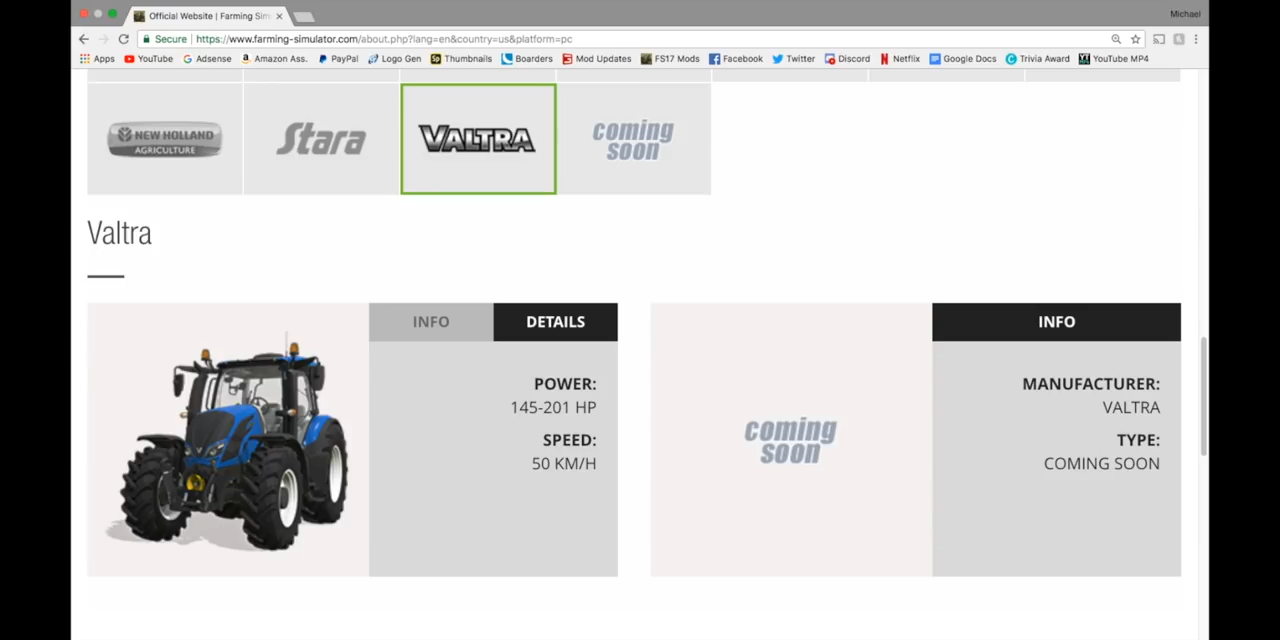 Official Website | Farming Sim
Michael
Secure
https://www.farming-simulator.com/about.php?lang=en&country=us&platform=pc
Apps YouTube Adsense Amazon Ass. PayPal Logo Gen Thumbnails Boarders Mod Updates FS17 Mods Facebook Twitter Discord Netflix Google Docs Trivia Award YouTube MP4
NEW HOLLAND
AGRICULTURE
Stara
VALTRA
coming
soon
Valtra
INFO DETAILS
POWER:
145-201 HP
SPEED:
50 KM/H
coming
soon
INFO
MANUFACTURER:
VALTRA
TYPE:
COMING SOON